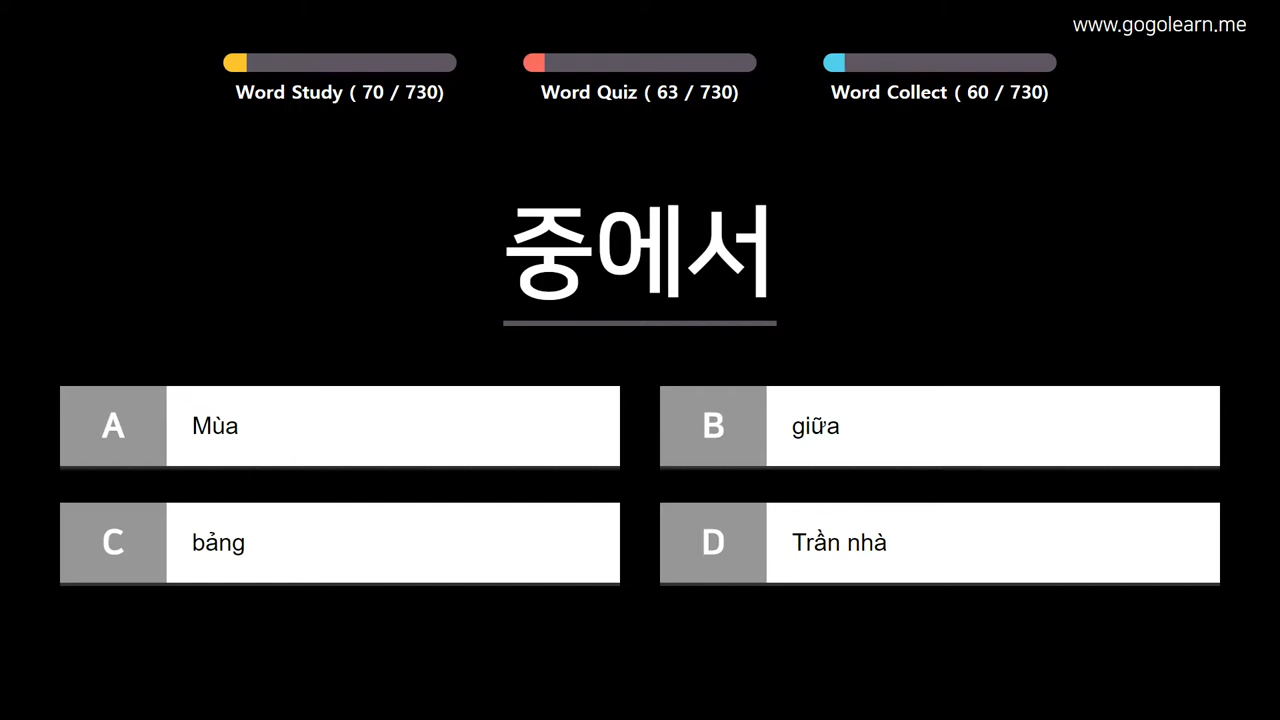 www.gogolearn.me
Word Study ( 70 / 730)
Word Quiz ( 63 / 730)
Word Collect ( 60 / 730)
중에서
A Mùa
B giữa
C bảng
D Trần nhà